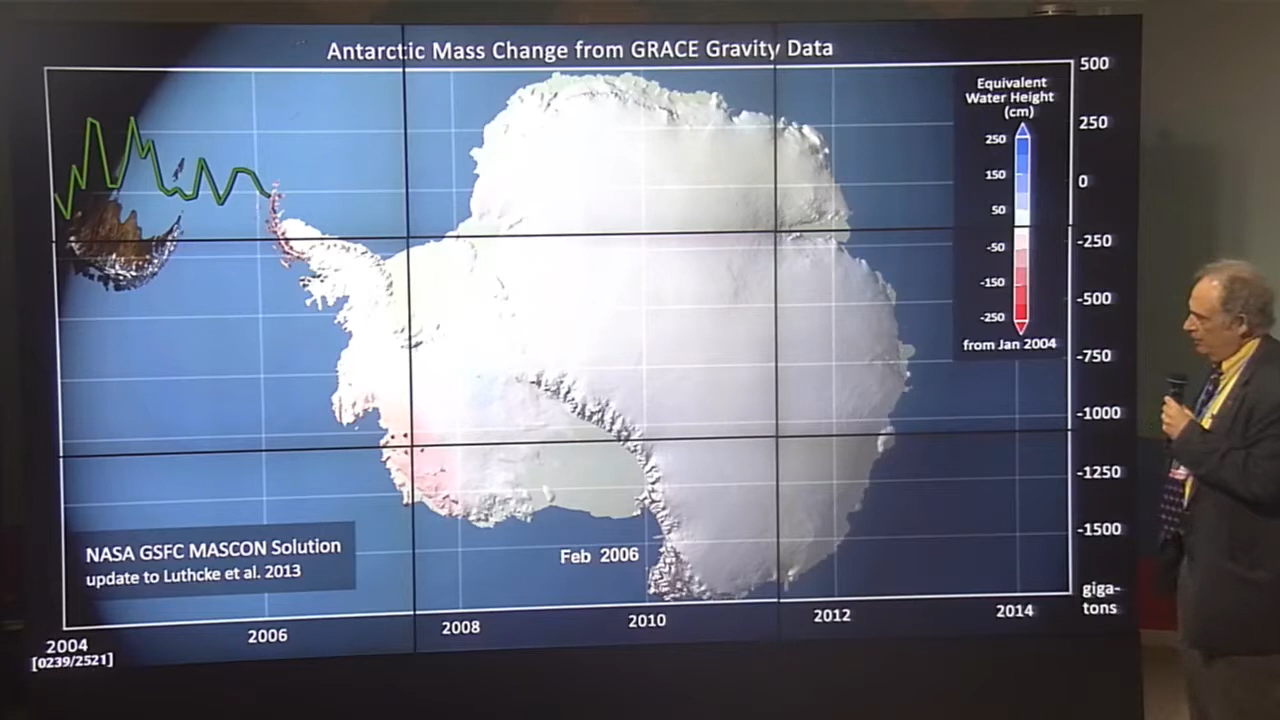 Antarctic Mass Change from GRACE Gravity Data
Equivalent
Water Height
(cm)
250
150
50
-50
-150
-250
from Jan 2004
500
250
0
-250
-500
-750
-1000
-1250
-1500
giga-
tons
NASA GSFC MASCON Solution
update to Luthcke et al. 2013
Feb 2006
2004
2006
2008
2010
2012
2014
[0239/2521]